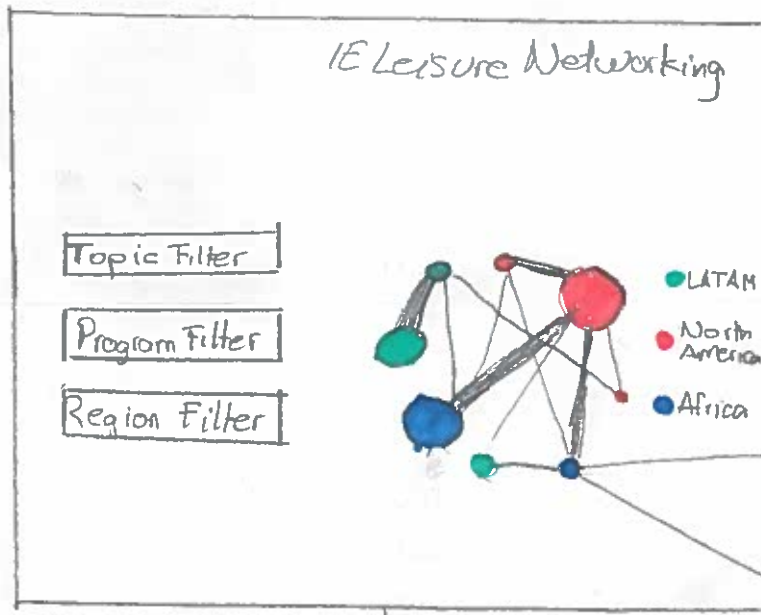 IE Leisure Networking
Topic Filter
Program Filter
Region Filter
LATAM
North
America
Africa